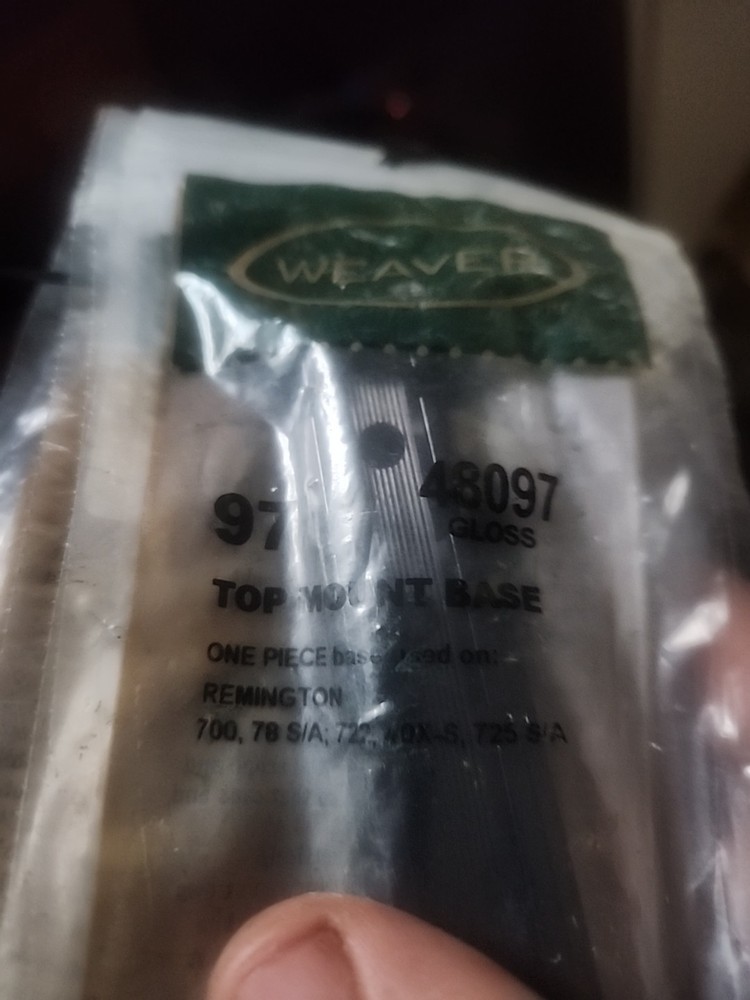 WEAVER
97 48097
GLOSS
TOP MOUNT BASE
ONE PIECE base used on:
REMINGTON
700, 78 S/A; 722, 40X-S, 725 S/A